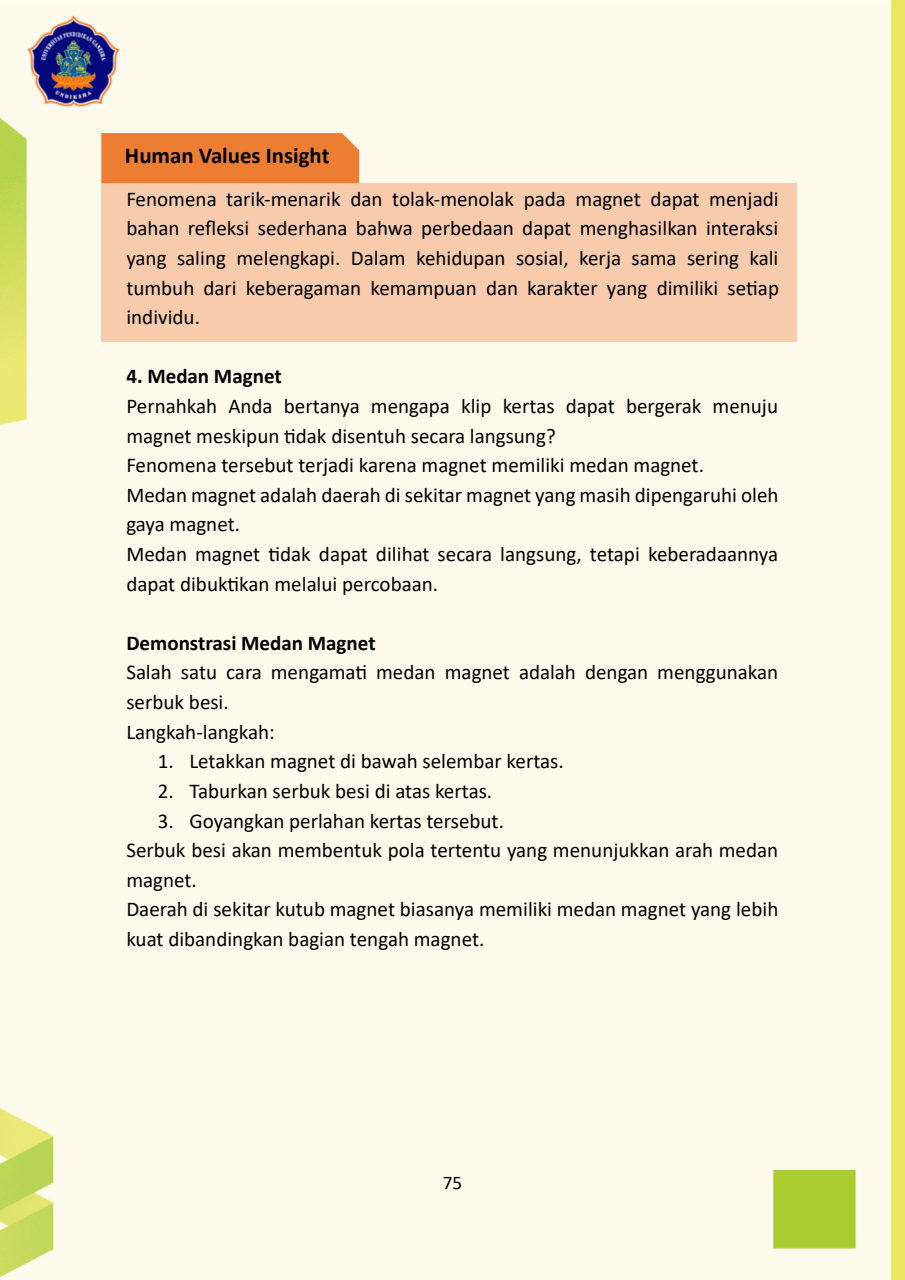 UNIVERSITAS PENDIDIKAN GANESHA
UNDIKSHA
Human Values Insight
Fenomena tarik-menarik dan tolak-menolak pada magnet dapat menjadi
bahan refleksi sederhana bahwa perbedaan dapat menghasilkan interaksi
yang saling melengkapi. Dalam kehidupan sosial, kerja sama sering kali
tumbuh dari keberagaman kemampuan dan karakter yang dimiliki setiap
individu.
4. Medan Magnet
Pernahkah Anda bertanya mengapa klip kertas dapat bergerak menuju
magnet meskipun tidak disentuh secara langsung?
Fenomena tersebut terjadi karena magnet memiliki medan magnet.
Medan magnet adalah daerah di sekitar magnet yang masih dipengaruhi oleh
gaya magnet.
Medan magnet tidak dapat dilihat secara langsung, tetapi keberadaannya
dapat dibuktikan melalui percobaan.
Demonstrasi Medan Magnet
Salah satu cara mengamati medan magnet adalah dengan menggunakan
serbuk besi.
Langkah-langkah:
1. Letakkan magnet di bawah selembar kertas.
2. Taburkan serbuk besi di atas kertas.
3. Goyangkan perlahan kertas tersebut.
Serbuk besi akan membentuk pola tertentu yang menunjukkan arah medan
magnet.
Daerah di sekitar kutub magnet biasanya memiliki medan magnet yang lebih
kuat dibandingkan bagian tengah magnet.
75